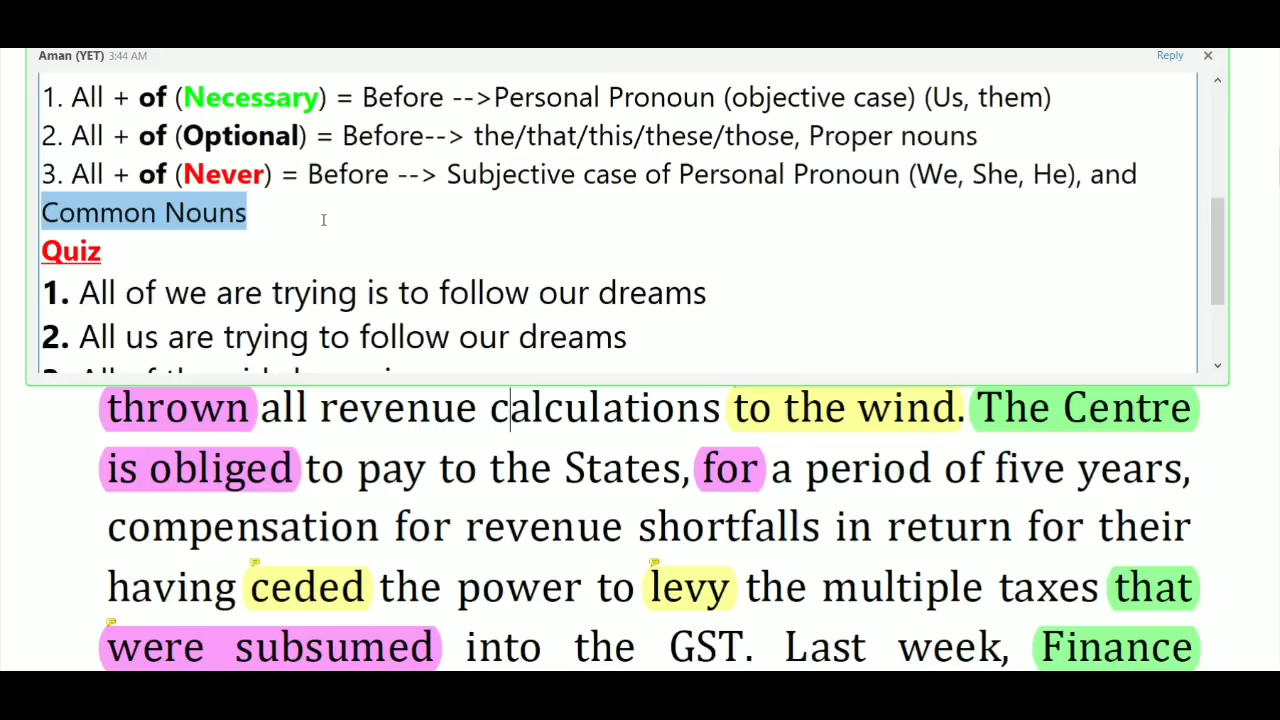 Aman (YET) 3:44 AM Reply
1. All + of (Necessary) = Before -->Personal Pronoun (objective case) (Us, them)
2. All + of (Optional) = Before--> the/that/this/these/those, Proper nouns
3. All + of (Never) = Before --> Subjective case of Personal Pronoun (We, She, He), and
Common Nouns
Quiz
1. All of we are trying is to follow our dreams
2. All us are trying to follow our dreams
thrown all revenue calculations to the wind. The Centre
is obliged to pay to the States, for a period of five years,
compensation for revenue shortfalls in return for their
having ceded the power to levy the multiple taxes that
were subsumed into the GST. Last week, Finance